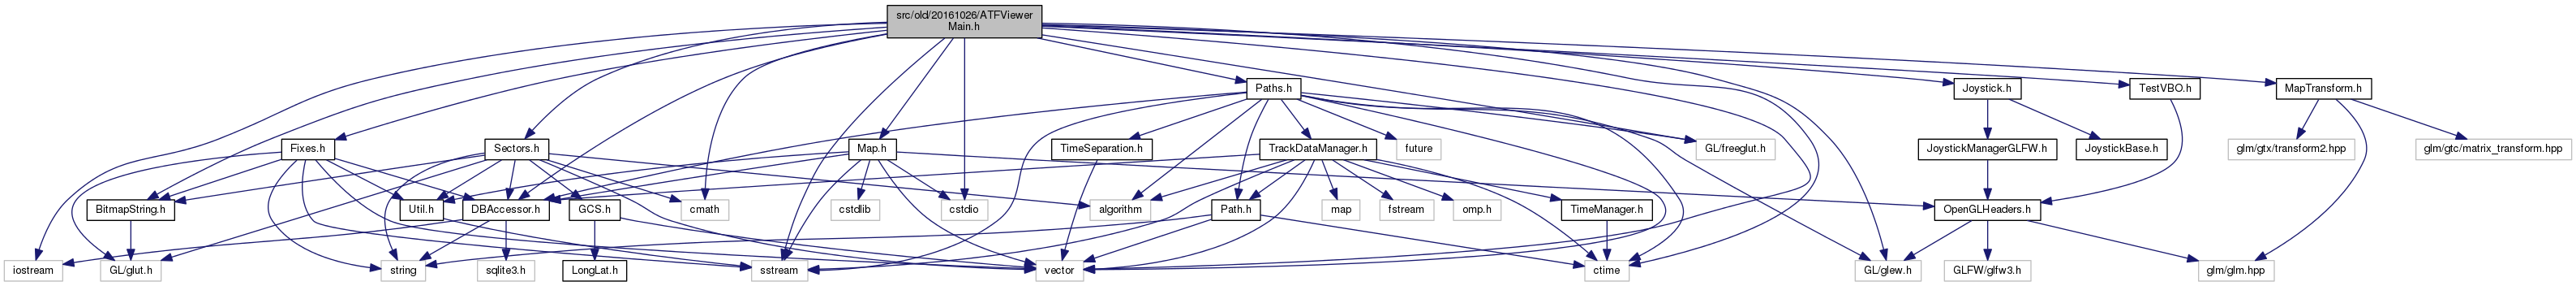 src/old/20161026/ATFViewer
Main.h
Paths.h
Joystick.h
TestVBO.h
MapTransform.h
Fixes.h
Sectors.h
Map.h
TimeSeparation.h
TrackDataManager.h
future
GL/freeglut.h
JoystickManagerGLFW.h
JoystickBase.h
glm/gtx/transform2.hpp
glm/gtc/matrix_transform.hpp
BitmapString.h
Util.h
DBAccessor.h
GCS.h
cmath
cstdlib
cstdio
algorithm
Path.h
map
fstream
omp.h
TimeManager.h
OpenGLHeaders.h
iostream
GL/glut.h
string
sqlite3.h
LongLat.h
sstream
vector
ctime
GL/glew.h
GLFW/glfw3.h
glm/glm.hpp